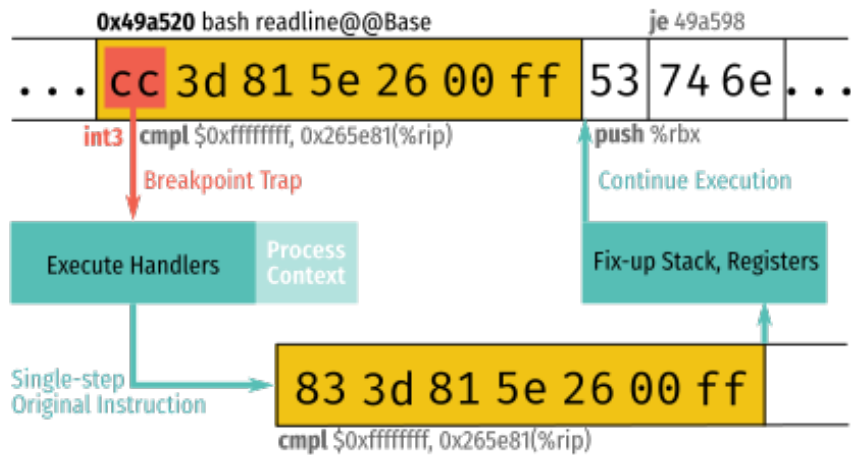 0x49a520 bash readline@@Base
je 49a598
... cc 3d 81 5e 26 00 ff 53 74 6e ...
int3 cmpl $0xffffffff, 0x265e81(%rip)
push %rbx
Breakpoint Trap
Continue Execution
Execute Handlers
Process
Context
Fix-up Stack, Registers
Single-step
Original Instruction
83 3d 81 5e 26 00 ff
cmpl $0xffffffff, 0x265e81(%rip)